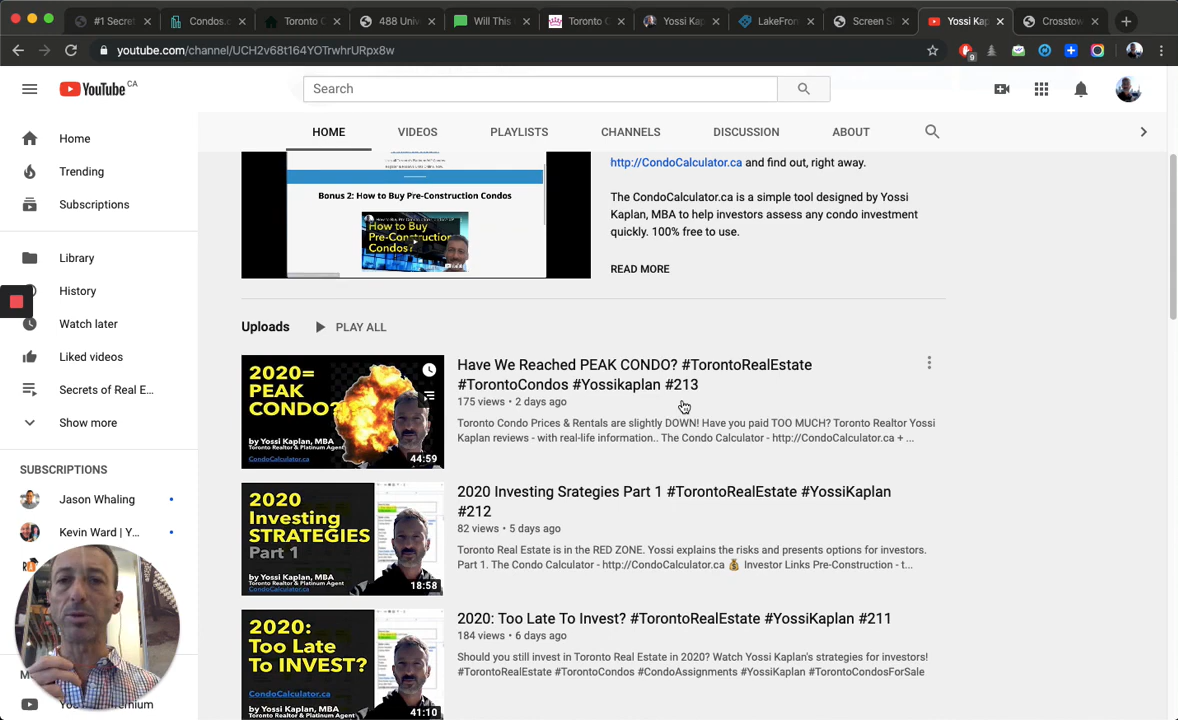 #1 Secret
Condos.c
Toronto C
488 Univ
Will This
Toronto C
Yossi Ka
LakeFron
Screen S
Yossi Kap
Crosstow
youtube.com/channel/UCH2v68t164YOTrwhrURpx8w
9
YouTube CA
Search
HOME VIDEOS PLAYLISTS CHANNELS DISCUSSION ABOUT
Home
Trending
Subscriptions
Library
History
Watch later
Liked videos
Secrets of Real E...
Show more
SUBSCRIPTIONS
Jason Whaling
Kevin Ward | Y...
Bonus 2: How to Buy Pre-Construction Condos
How to Buy
Pre-Construction
Condos?
http://CondoCalculator.ca and find out, right away.
The CondoCalculator.ca is a simple tool designed by Yossi
Kaplan, MBA to help investors assess any condo investment
quickly. 100% free to use.
READ MORE
Uploads PLAY ALL
2020=
PEAK
CONDO?
by Yossi Kaplan, MBA
Toronto Realtor & Platinum Agent
CondoCalculator.ca
44:59
Have We Reached PEAK CONDO? #TorontoRealEstate
#TorontoCondos #Yossikaplan #213
175 views • 2 days ago
Toronto Condo Prices & Rentals are slightly DOWN! Have you paid TOO MUCH? Toronto Realtor Yossi
Kaplan reviews - with real-life information.. The Condo Calculator - http://CondoCalculator.ca + ...
2020
Investing
STRATEGIES
Part 1
by Yossi Kaplan, MBA
Toronto Realtor & Platinum Agent
CondoCalculator.ca
18:58
2020 Investing Srategies Part 1 #TorontoRealEstate #YossiKaplan
#212
82 views • 5 days ago
Toronto Real Estate is in the RED ZONE. Yossi explains the risks and presents options for investors.
Part 1. The Condo Calculator - http://CondoCalculator.ca 💰 Investor Links Pre-Construction - t...
2020:
Too Late
To INVEST?
CondoCalculator.ca
by Yossi Kaplan, MBA
Toronto Realtor & Platinum Agent
41:10
2020: Too Late To Invest? #TorontoRealEstate #YossiKaplan #211
184 views • 6 days ago
Should you still invest in Toronto Real Estate in 2020? Watch Yossi Kaplan's strategies for investors!
#TorontoRealEstate #TorontoCondos #CondoAssignments #YossiKaplan #TorontoCondosForSale